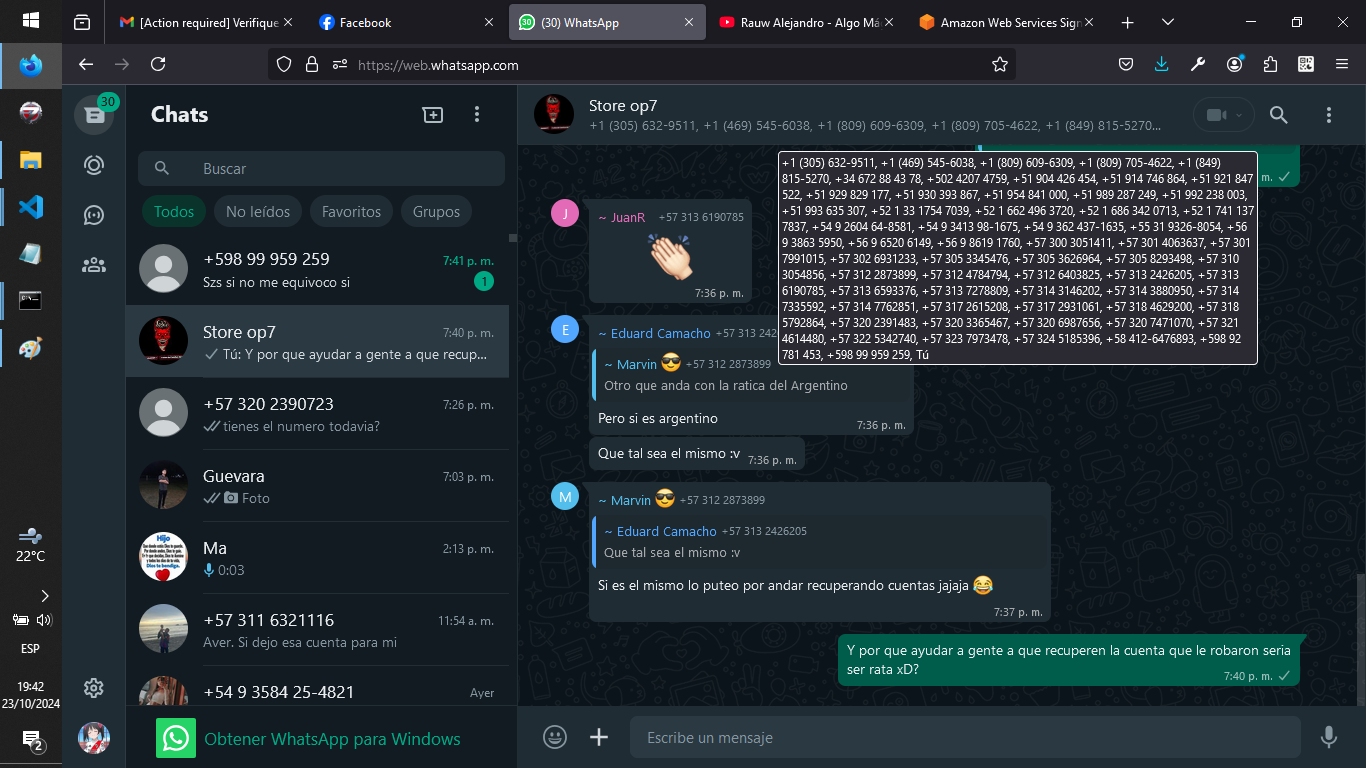 [Action required] Verifique
Facebook
(30) WhatsApp
Rauw Alejandro - Algo Má
Amazon Web Services Sign
https://web.whatsapp.com
30
Chats
Buscar
Todos
No leídos
Favoritos
Grupos
+598 99 959 259
7:41 p. m.
Szs si no me equivoco si
1
Store op7
7:40 p. m.
Tú: Y por que ayudar a gente a que recup...
+57 320 2390723
7:26 p. m.
tienes el numero todavia?
Guevara
7:03 p. m.
Foto
Ma
2:13 p. m.
0:03
+57 311 6321116
11:54 a. m.
Aver. Si dejo esa cuenta para mi
+54 9 3584 25-4821
Ayer
Obtener WhatsApp para Windows
Store op7
+1 (305) 632-9511, +1 (469) 545-6038, +1 (809) 609-6309, +1 (809) 705-4622, +1 (849) 815-5270...
+1 (305) 632-9511, +1 (469) 545-6038, +1 (809) 609-6309, +1 (809) 705-4622, +1 (849)
815-5270, +34 672 88 43 78, +502 4207 4759, +51 904 426 454, +51 914 746 864, +51 921 847
522, +51 929 829 177, +51 930 393 867, +51 954 841 000, +51 989 287 249, +51 992 238 003,
+51 993 635 307, +52 1 33 1754 7039, +52 1 662 496 3720, +52 1 686 342 0713, +52 1 741 137
7837, +54 9 2604 64-8581, +54 9 3413 98-1675, +54 9 362 437-1635, +55 31 9326-8054, +56
9 3863 5950, +56 9 6520 6149, +56 9 8619 1760, +57 300 3051411, +57 301 4063637, +57 301
7991015, +57 302 6931233, +57 305 3345476, +57 305 3626964, +57 305 8293498, +57 310
3054856, +57 312 2873899, +57 312 4784794, +57 312 6403825, +57 313 2426205, +57 313
6190785, +57 313 6593376, +57 313 7278809, +57 314 3146202, +57 314 3880950, +57 314
7335592, +57 314 7762851, +57 317 2615208, +57 317 2931061, +57 318 4629200, +57 318
5792864, +57 320 2391483, +57 320 3365467, +57 320 6987656, +57 320 7471070, +57 321
4614480, +57 322 5342740, +57 323 7973478, +57 324 5185396, +58 412-6476893, +598 92
781 453, +598 99 959 259, Tú
m.
J
~ JuanR +57 313 6190785
7:36 p. m.
E
~ Eduard Camacho +57 313 242
~ Marvin 😎 +57 312 2873899
Otro que anda con la ratica del Argentino
Pero si es argentino
7:36 p. m.
Que tal sea el mismo :v
7:36 p. m.
M
~ Marvin 😎 +57 312 2873899
~ Eduard Camacho +57 313 2426205
Que tal sea el mismo :v
Si es el mismo lo puteo por andar recuperando cuentas jajaja 😂
7:37 p. m.
Y por que ayudar a gente a que recuperen la cuenta que le robaron seria
ser rata xD?
7:40 p. m.
Escribe un mensaje
22°C
ESP
19:42
23/10/2024
2